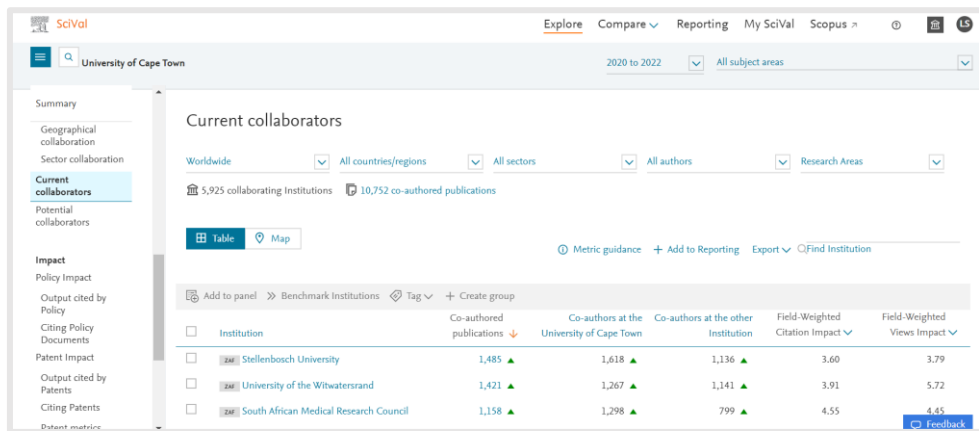 SciVal
Explore Compare Reporting My SciVal Scopus LS
University of Cape Town 2020 to 2022 All subject areas
Summary
Geographical
collaboration
Sector collaboration
Current
collaborators
Potential
collaborators
Impact
Policy Impact
Output cited by
Policy
Citing Policy
Documents
Patent Impact
Output cited by
Patents
Citing Patents
Patent metrics
Current collaborators
Worldwide All countries/regions All sectors All authors Research Areas
5,925 collaborating Institutions 10,752 co-authored publications
Table Map
Metric guidance + Add to Reporting Export Find Institution
Add to panel Benchmark Institutions Tag + Create group
Co-authored Co-authors at the Co-authors at the other Field-Weighted Field-Weighted
Institution publications University of Cape Town Institution Citation Impact Views Impact
ZAF Stellenbosch University 1,485 1,618 1,136 3.60 3.79
ZAF University of the Witwatersrand 1,421 1,267 1,141 3.91 5.72
ZAF South African Medical Research Council 1,158 1,298 799 4.55 4.45
Feedback